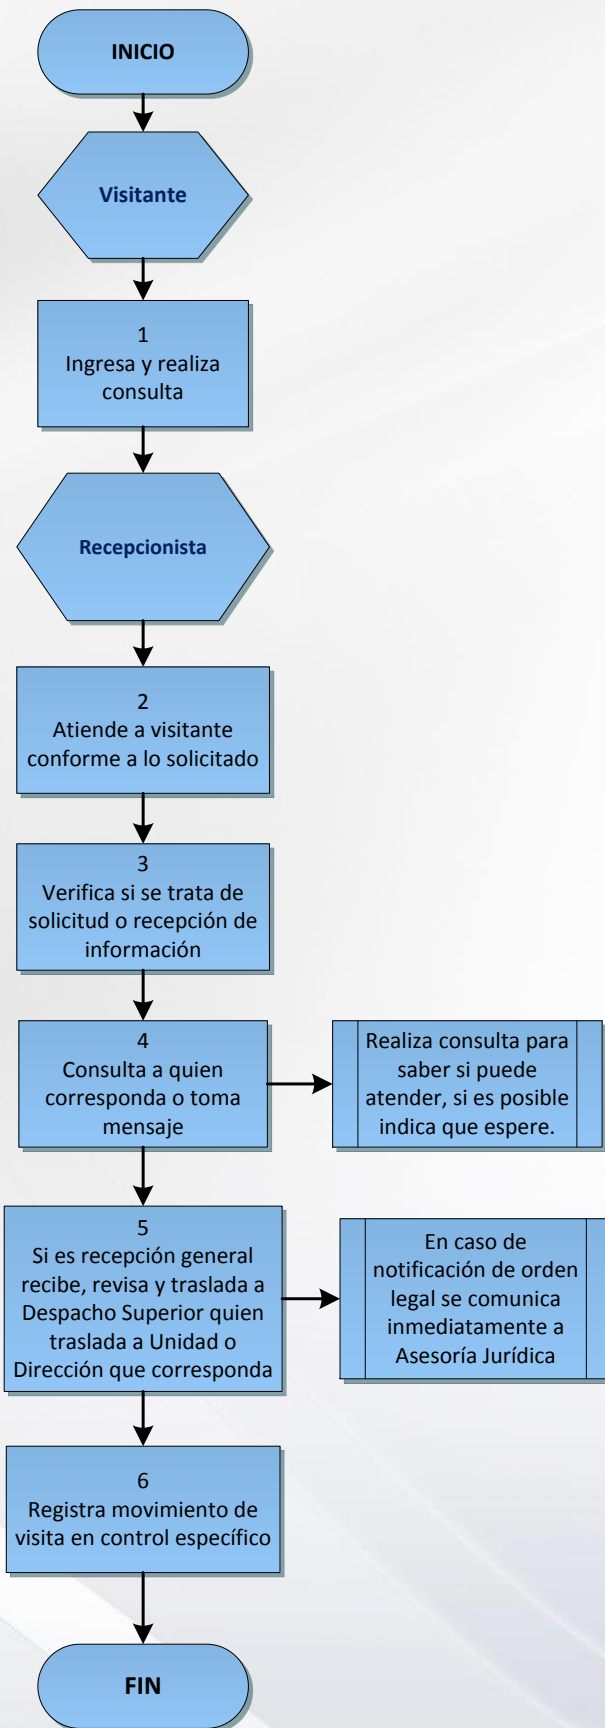 INICIO
Visitante
1
Ingresa y realiza
consulta
Recepcionista
2
Atiende a visitante
conforme a lo solicitado
3
Verifica si se trata de
solicitud o recepción de
información
4
Consulta a quien
corresponda o toma
mensaje
Realiza consulta para
saber si puede
atender, si es posible
indica que espere.
5
Si es recepción general
recibe, revisa y traslada a
Despacho Superior quien
traslada a Unidad o
Dirección que corresponda
En caso de
notificación de orden
legal se comunica
inmediatamente a
Asesoría Jurídica
6
Registra movimiento de
visita en control específico
FIN